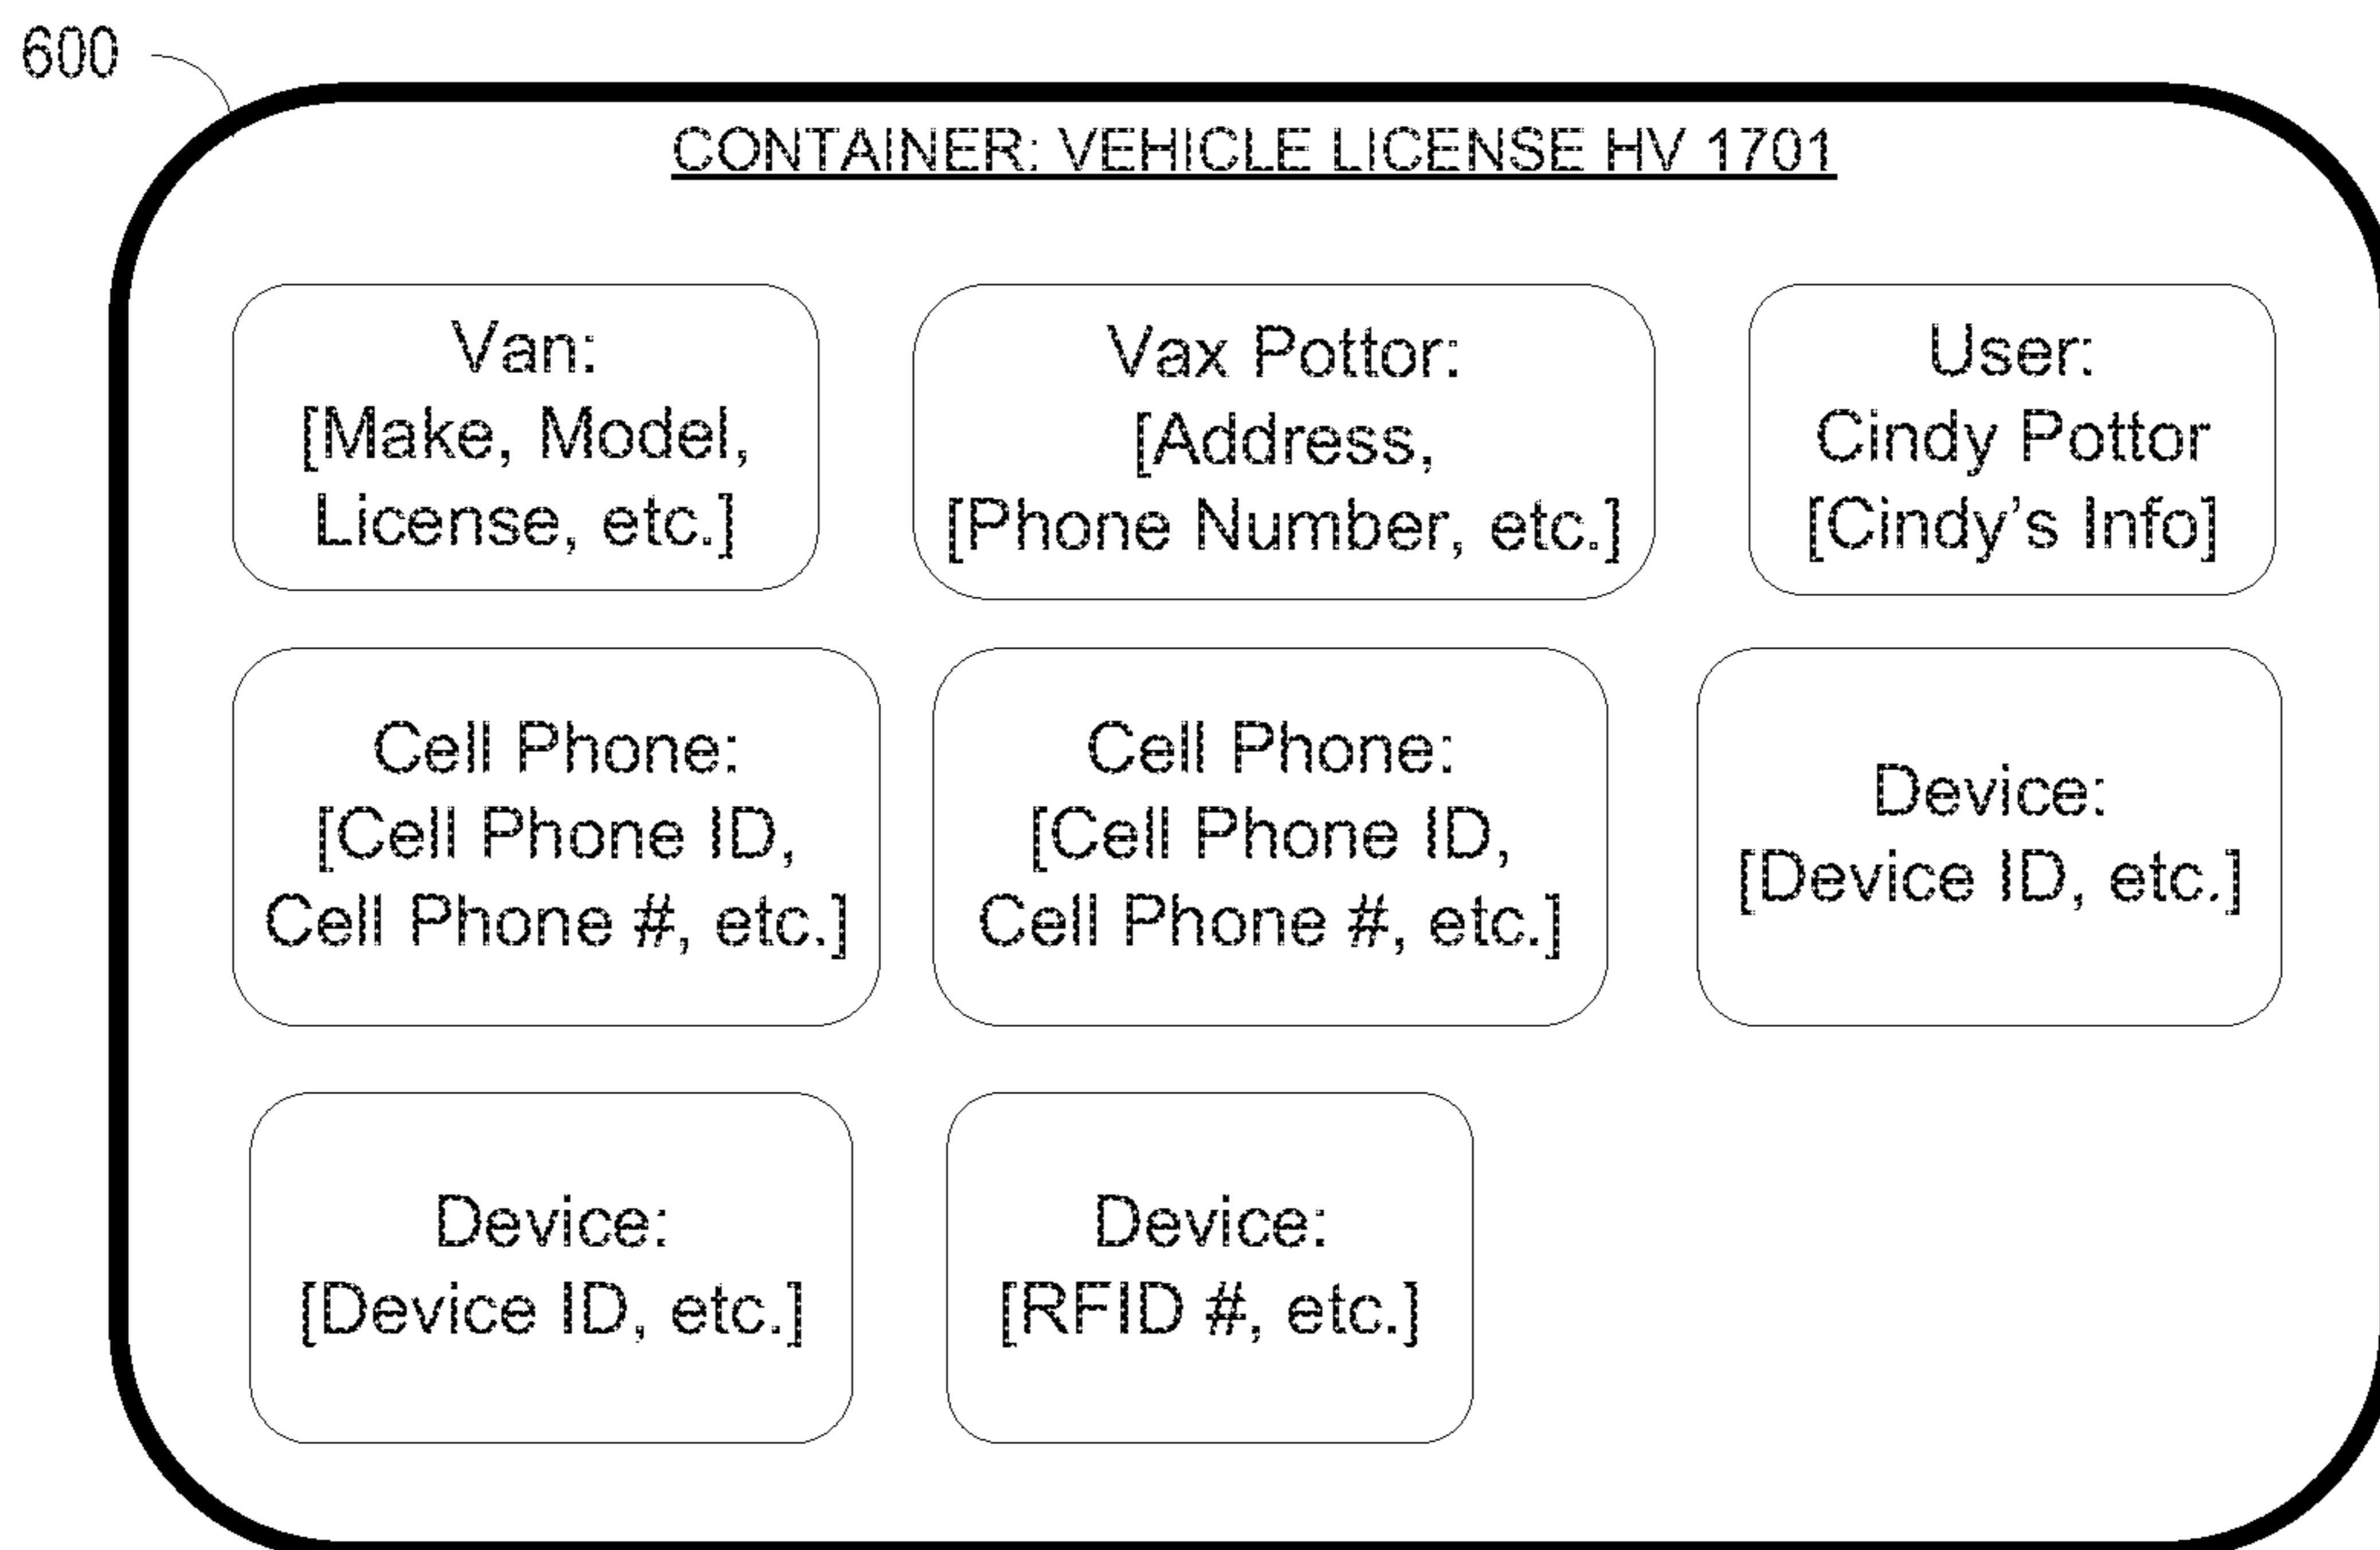 600
CONTAINER: VEHICLE LICENSE HV 1701
Van:
[Make, Model,
License, etc.]
Vax Pottor:
[Address,
[Phone Number, etc.]
User:
Cindy Pottor
[Cindy's Info]
Cell Phone:
[Cell Phone ID,
Cell Phone #, etc.]
Cell Phone:
[Cell Phone ID,
Cell Phone #, etc.]
Device:
[Device ID, etc.]
Device:
[Device ID, etc.]
Device:
[RFID #, etc.]